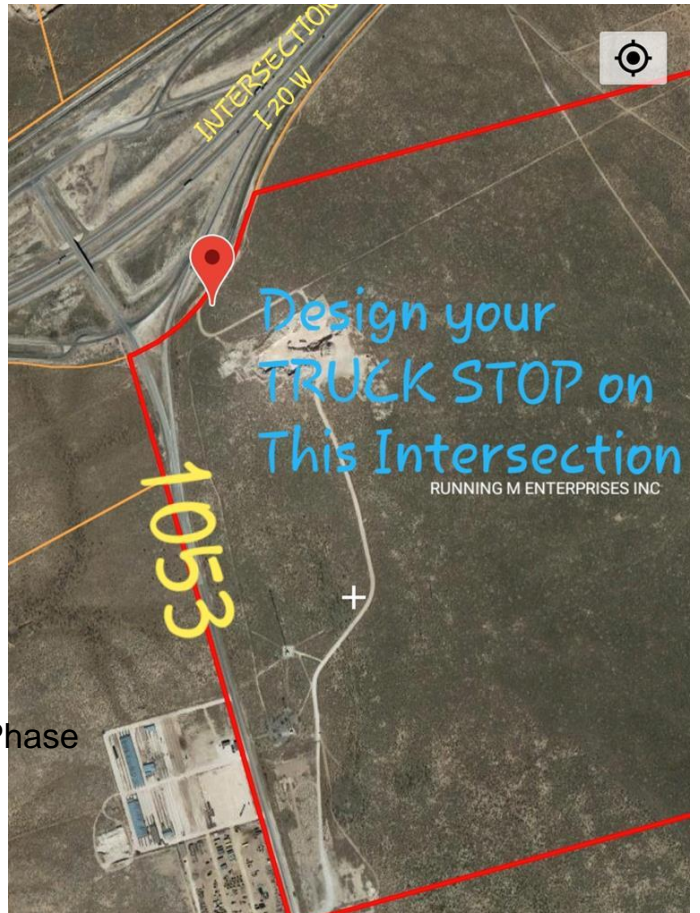 INTERSECTION
I 20 W
Design your
TRUCK STOP on
This Intersection
RUNNING M ENTERPRISES INC
1053
Phase